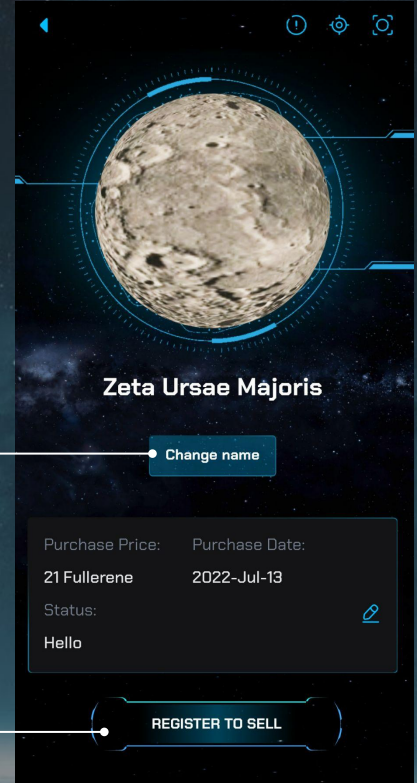 Zeta Ursae Majoris
Change name
Purchase Price: Purchase Date:
21 Fullerene 2022-Jul-13
Status:
Hello
REGISTER TO SELL